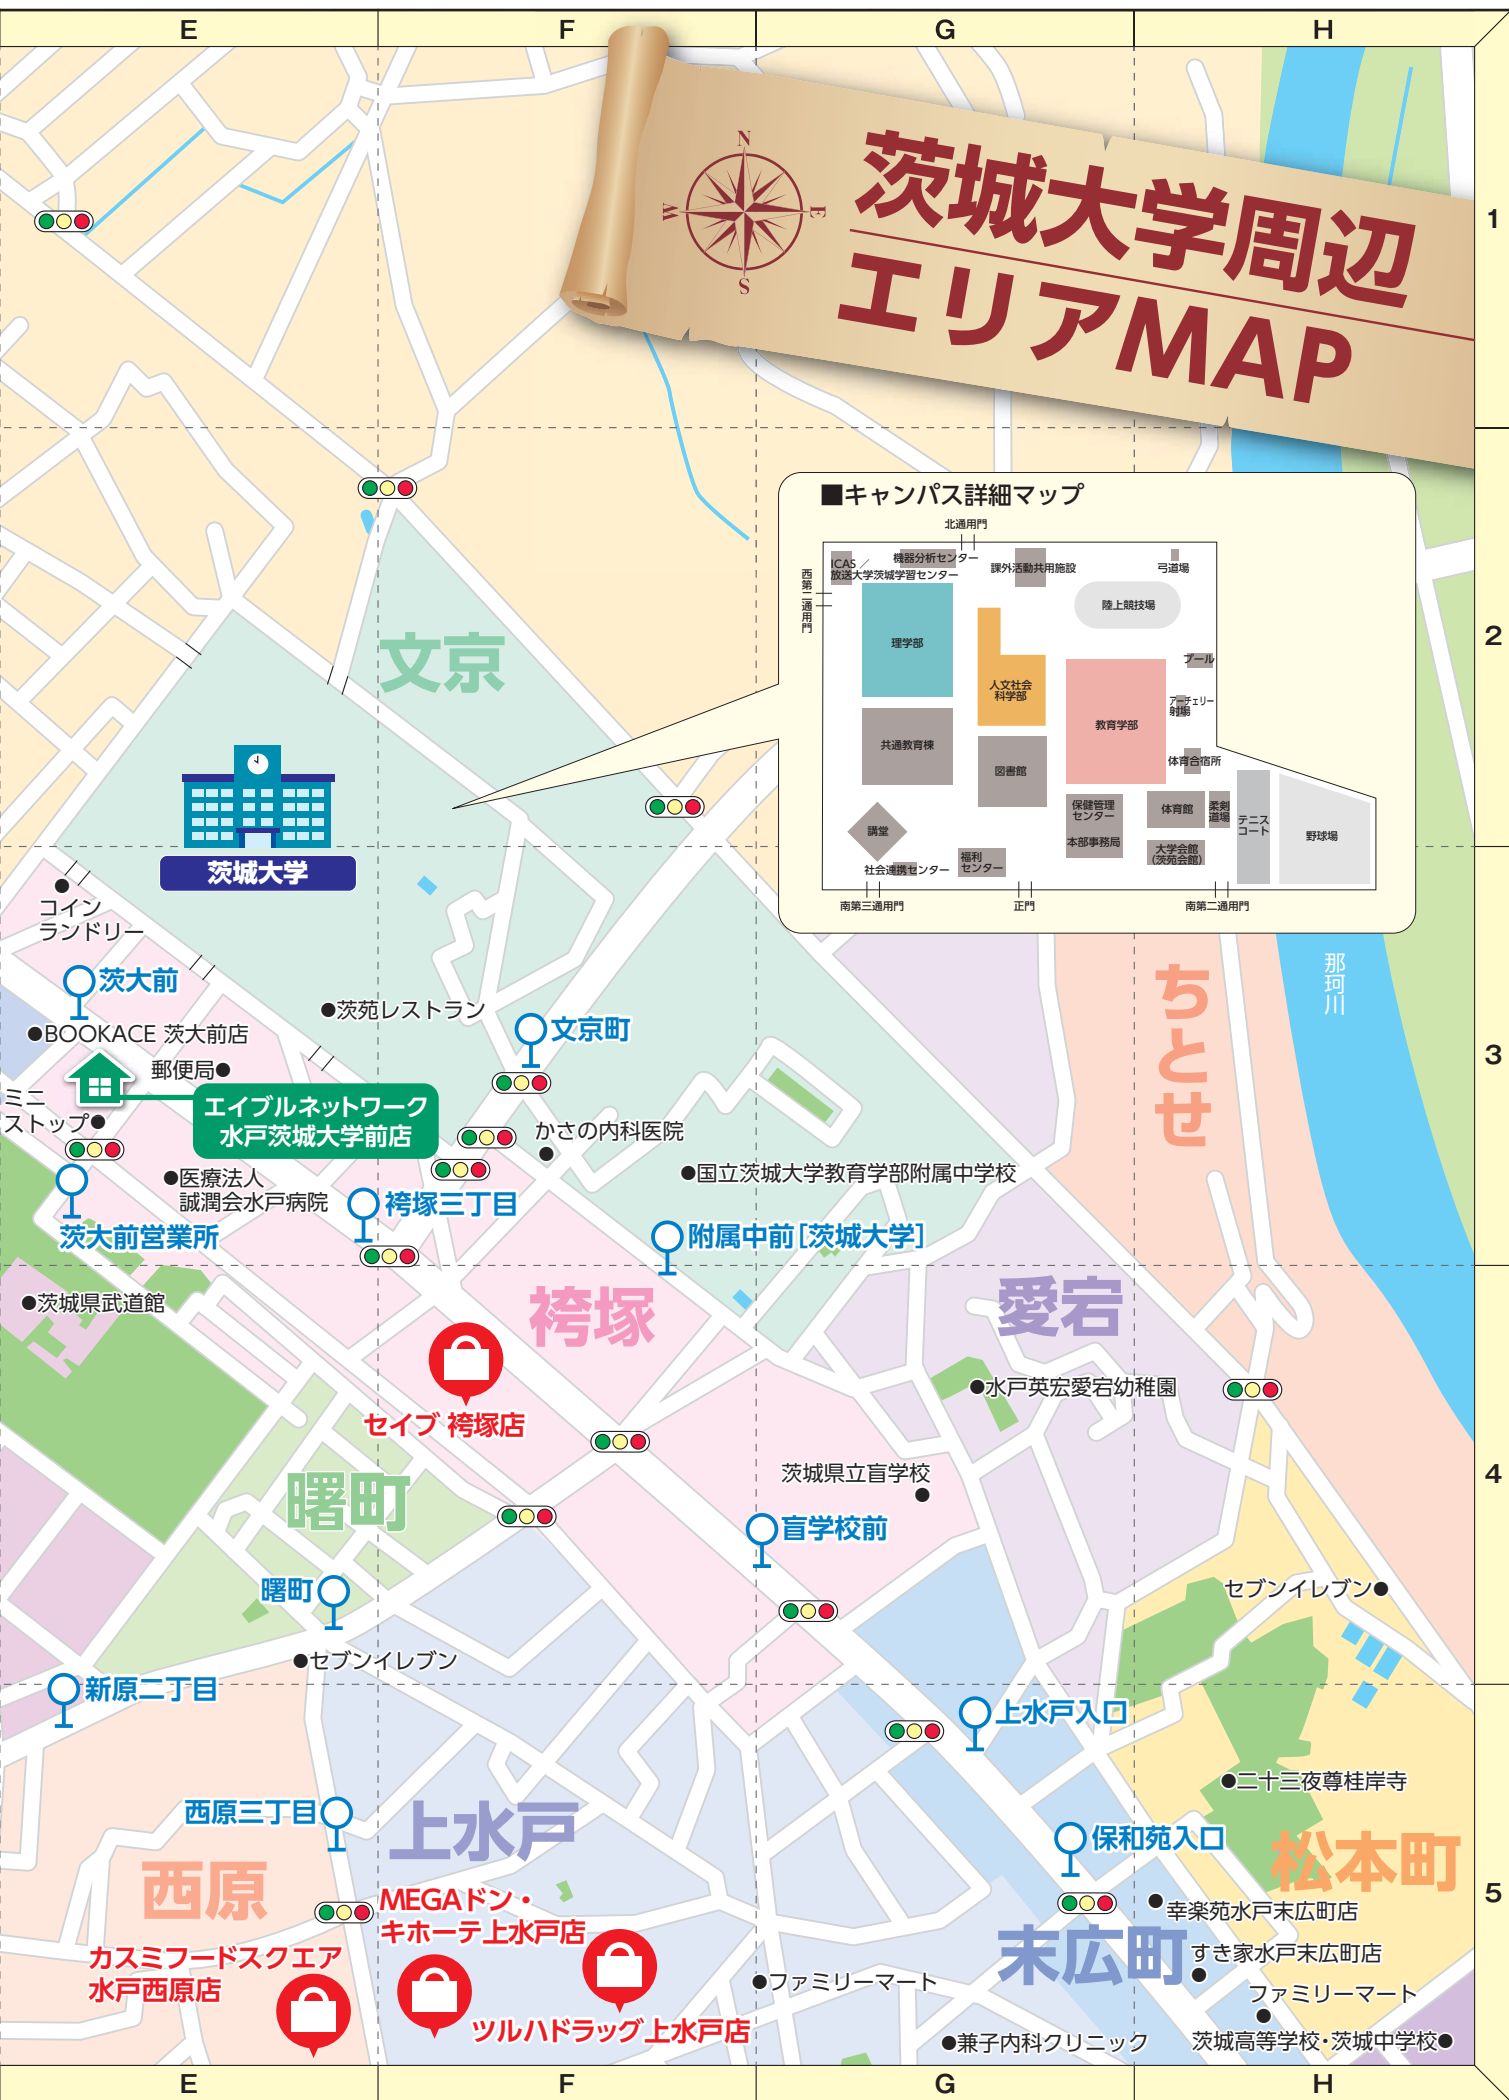 E
F
G
H
N
W
E
S
茨城大学周辺
エリアMAP
1
■キャンパス詳細マップ
北通用門
ICAS／
放送大学茨城学習センター
機器分析センター
課外活動共用施設
弓道場
西第二通用門
陸上競技場
理学部
プール
人文社会
科学部
アーチェリー
射場
教育学部
共通教育棟
図書館
体育合宿所
保健管理
センター
本部事務局
体育館
柔剣
道場
テニス
コート
野球場
講堂
大学会館
(茨苑会館)
福利
センター
社会連携センター
南第三通用門
正門
南第二通用門
2
文京
茨城大学
コイン
ランドリー
茨大前
●BOOKACE 茨大前店
郵便局●
●茨苑レストラン
文京町
那珂川
ちとせ
3
ミニ
ストップ●
エイブルネットワーク
水戸茨城大学前店
かさの内科医院
●医療法人
誠潤会水戸病院
●国立茨城大学教育学部附属中学校
袴塚三丁目
茨大前営業所
附属中前[茨城大学]
●茨城県武道館
袴塚
愛宕
●水戸英宏愛宕幼稚園
セイブ 袴塚店
曙町
茨城県立盲学校
4
盲学校前
曙町
セブンイレブン●
●セブンイレブン
新原二丁目
上水戸入口
●二十三夜尊桂岸寺
西原三丁目
上水戸
保和苑入口
松本町
西原
MEGAドン・
キホーテ上水戸店
5
幸楽苑水戸末広町店
カスミフードスクエア
水戸西原店
末広町
すき家水戸末広町店
●ファミリーマート
ファミリーマート
ツルハドラッグ上水戸店
●兼子内科クリニック
茨城高等学校・茨城中学校●
E
F
G
H